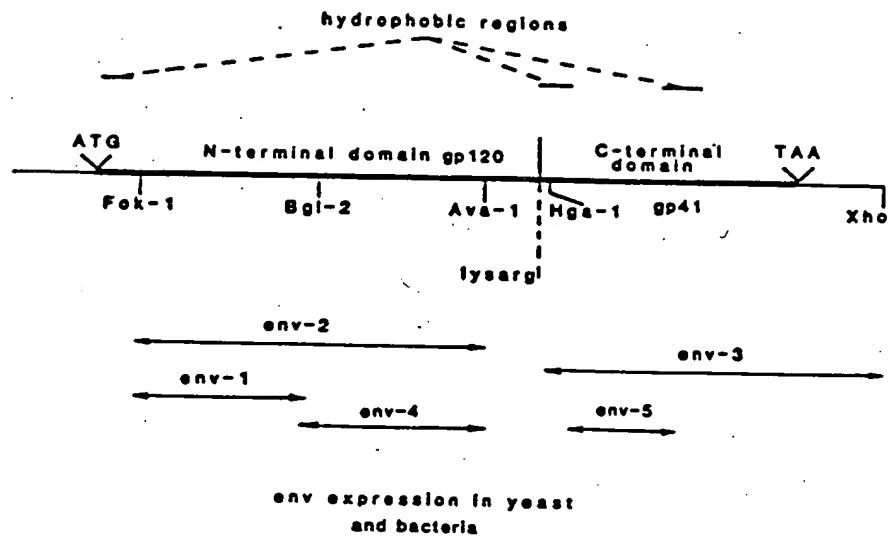 hydrophobic regions
ATG
N-terminal domain gp120
C-terminal
domain
TAA
Fok-1
Bgl-2
Ava-1
Hga-1
gp41
Xho
lysarg
env-2
env-3
env-1
env-4
env-5
env expression in yeast
and bacteria